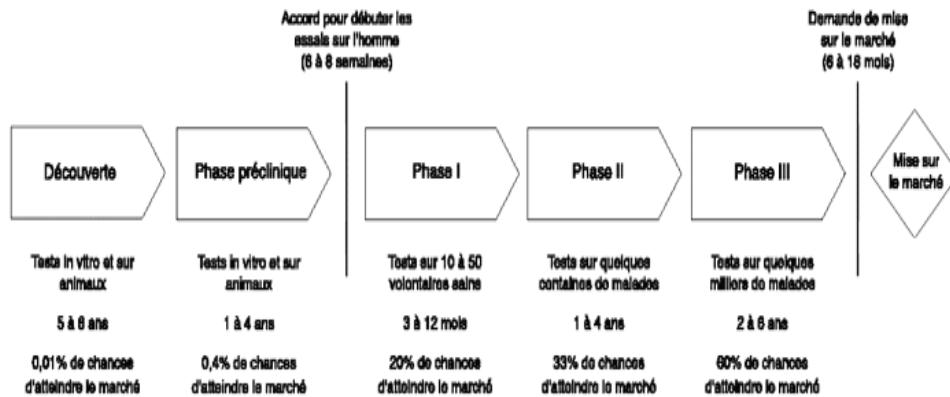 Accord pour débuter les
essais sur l'homme
(6 à 8 semaines)
Demande de mise
sur le marché
(6 à 18 mois)
Découverte
Phase préclinique
Phase I
Phase II
Phase III
Mise sur
le marché
Tests in vitro et sur
animaux
5 à 8 ans
0,01% de chances
d'atteindre le marché
Tests in vitro et sur
animaux
1 à 4 ans
0,4% de chances
d'atteindre le marché
Tests sur 10 à 50
volontaires sains
3 à 12 mois
20% de chances
d'atteindre le marché
Tests sur quelques
centaines de malades
1 à 4 ans
33% de chances
d'atteindre le marché
Tests sur quelques
milliers de malades
2 à 6 ans
60% de chances
d'atteindre le marché